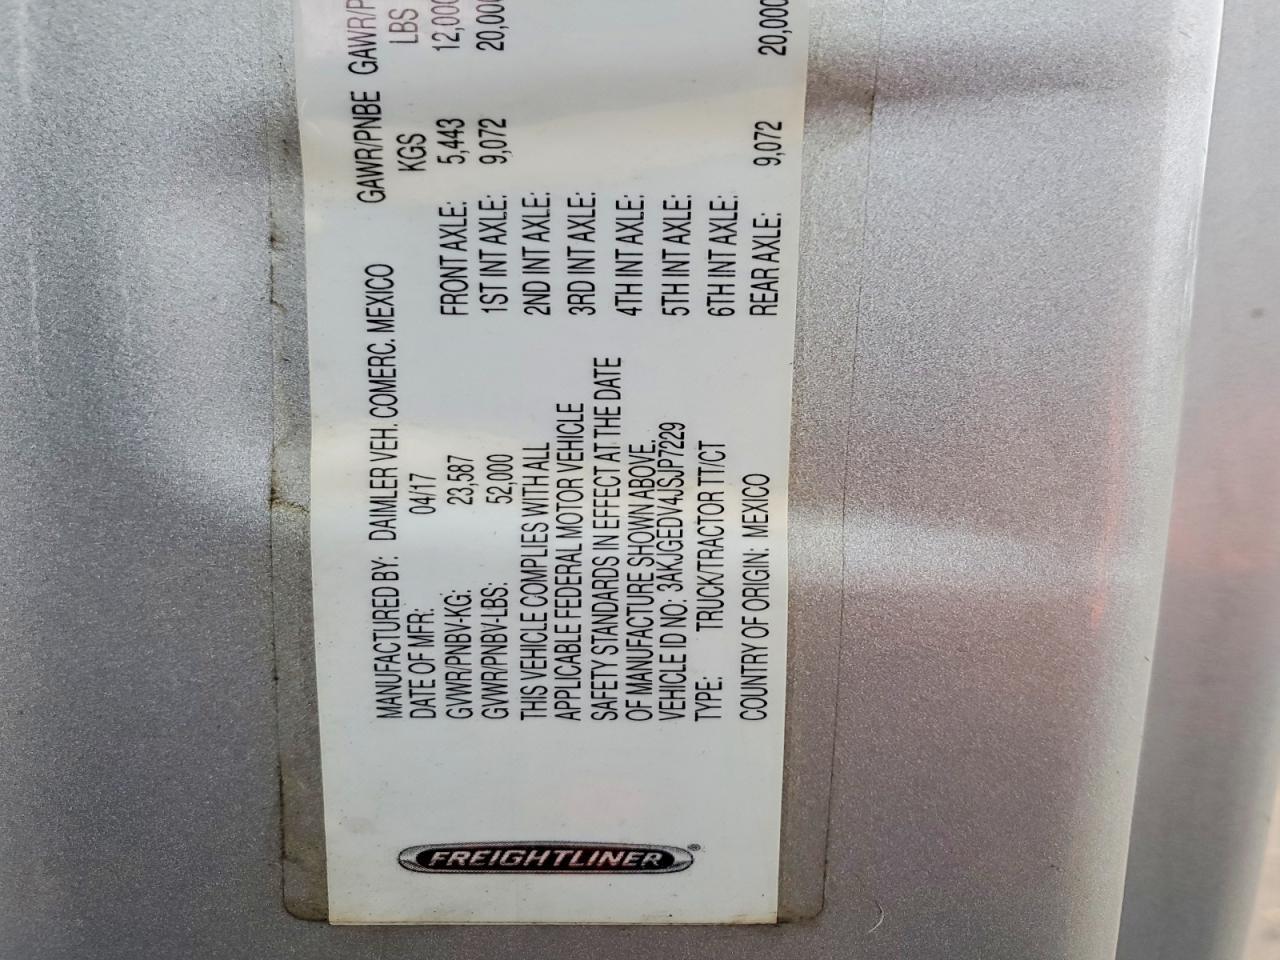 FREIGHTLINER®
MANUFACTURED BY: DAIMLER VEH. COMERC. MEXICO
DATE OF MFR: 04/17
GVWR/PNBV-KG: 23,587
GVWR/PNBV-LBS: 52,000
THIS VEHICLE COMPLIES WITH ALL
APPLICABLE FEDERAL MOTOR VEHICLE
SAFETY STANDARDS IN EFFECT AT THE DATE
OF MANUFACTURE SHOWN ABOVE.
VEHICLE ID NO: 3AKJGEDV4JSJP7229
TYPE: TRUCK/TRACTOR TT/CT
COUNTRY OF ORIGIN: MEXICO
GAWR/PNBE GAWR/P
KGS LBS
FRONT AXLE: 5,443 12,000
1ST INT AXLE: 9,072 20,000
2ND INT AXLE:
3RD INT AXLE:
4TH INT AXLE:
5TH INT AXLE:
6TH INT AXLE:
REAR AXLE: 9,072 20,000